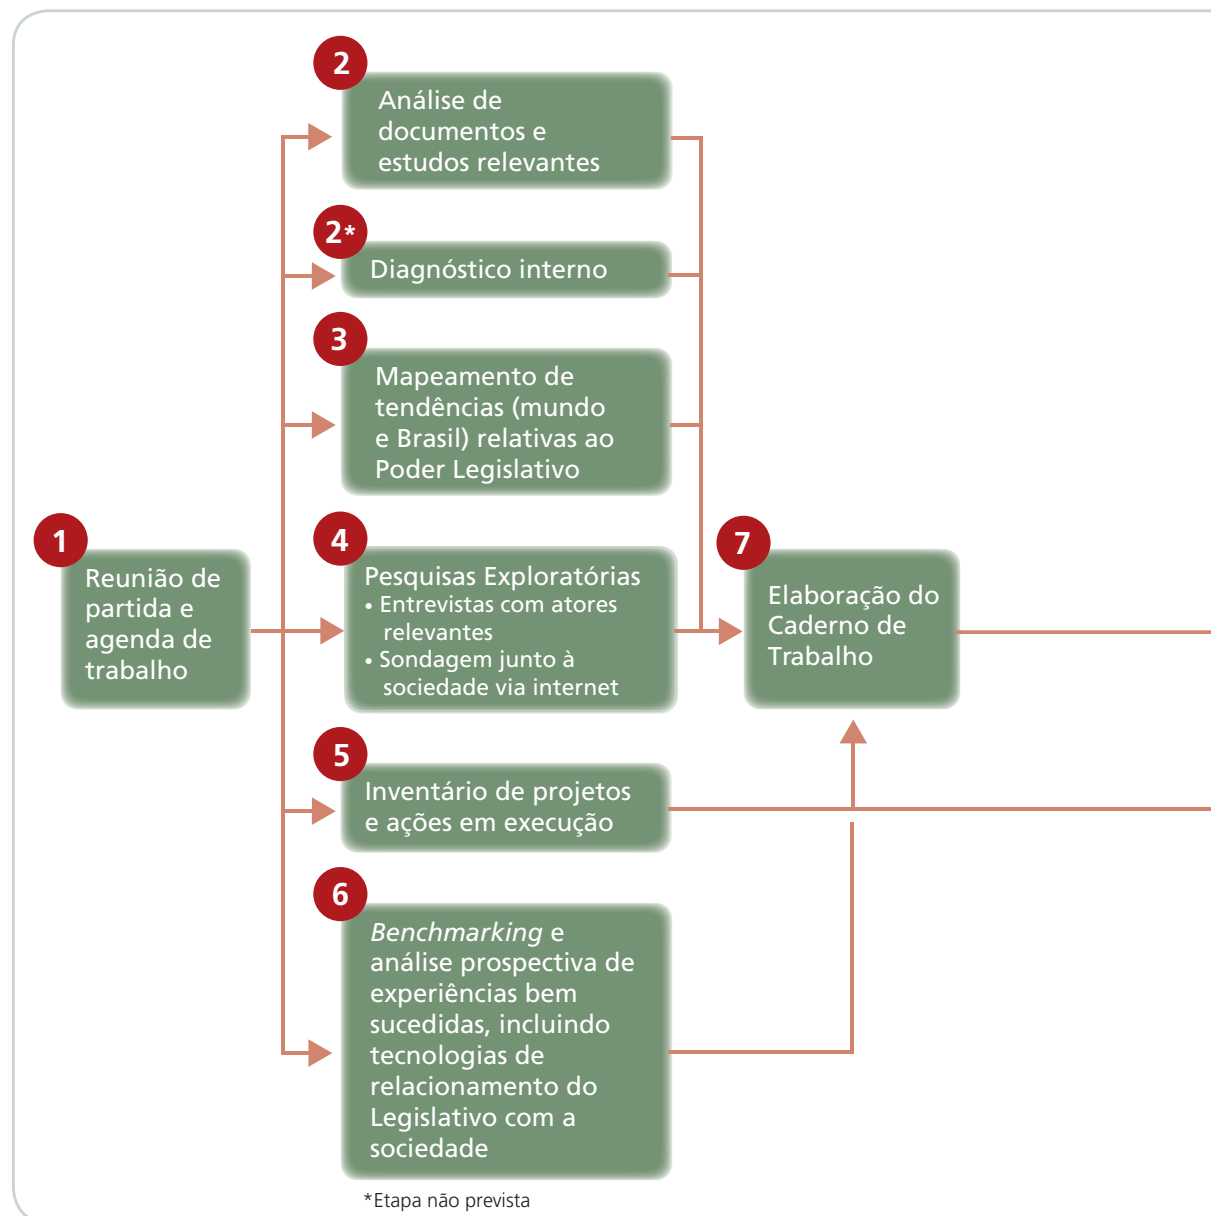 2
Análise de
documentos e
estudos relevantes
2*
Diagnóstico interno
3
Mapeamento de
tendências (mundo
e Brasil) relativas ao
Poder Legislativo
1
Reunião de
partida e
agenda de
trabalho
4
Pesquisas Exploratórias
• Entrevistas com atores
relevantes
• Sondagem junto à
sociedade via internet
7
Elaboração do
Caderno de
Trabalho
5
Inventário de projetos
e ações em execução
6
Benchmarking e
análise prospectiva de
experiências bem
sucedidas, incluindo
tecnologias de
relacionamento do
Legislativo com a
sociedade
*Etapa não prevista